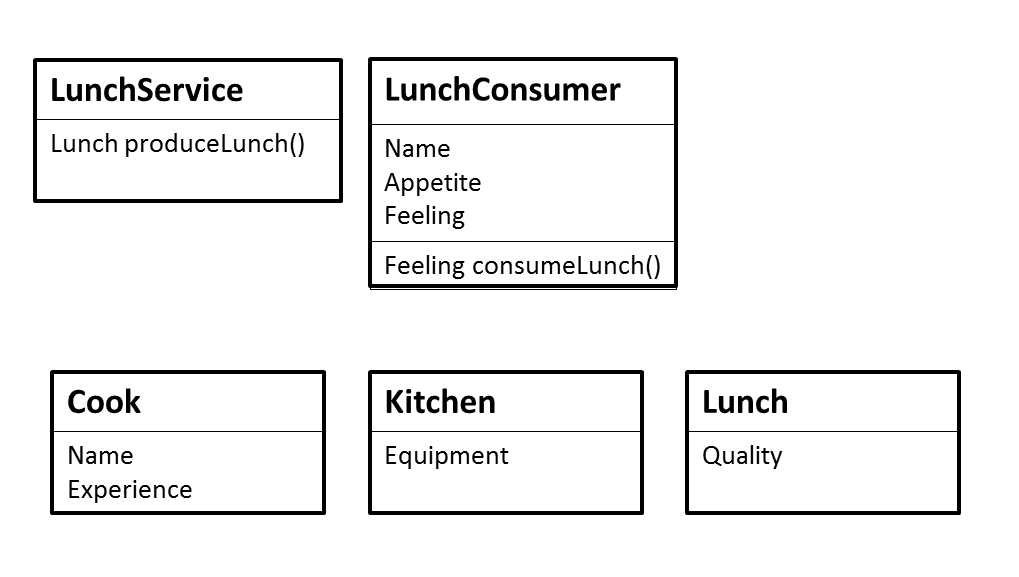 LunchService
Lunch produceLunch()
LunchConsumer
Name
Appetite
Feeling
Feeling consumeLunch()
Cook
Name
Experience
Kitchen
Equipment
Lunch
Quality